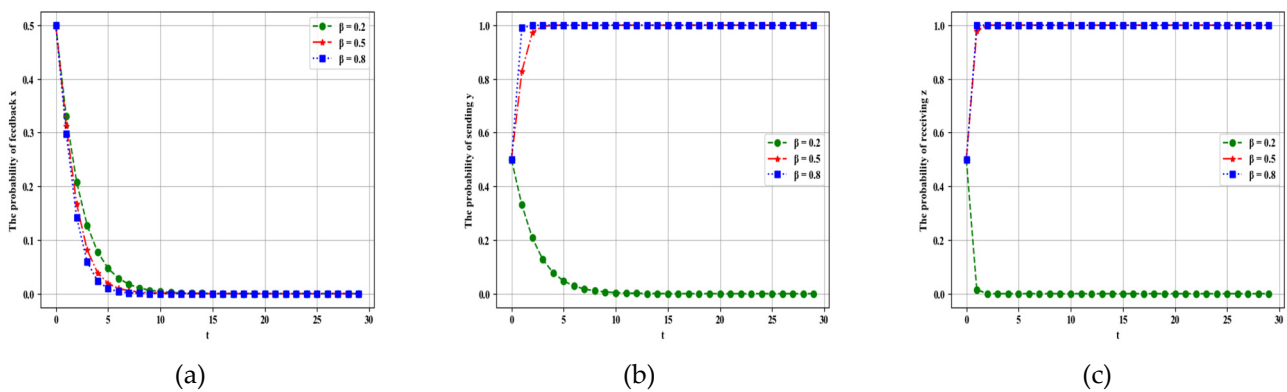 The probability of feedback x
0.5
0.4
0.3
0.2
0.1
0.0
0
5
10
15
20
25
30
t
β = 0.2
β = 0.5
β = 0.8
(a)
The probability of sending y
1.0
0.8
0.6
0.4
0.2
0.0
0
5
10
15
20
25
30
t
β = 0.2
β = 0.5
β = 0.8
(b)
The probability of receiving z
1.0
0.8
0.6
0.4
0.2
0.0
0
5
10
15
20
25
30
t
β = 0.2
β = 0.5
β = 0.8
(c)